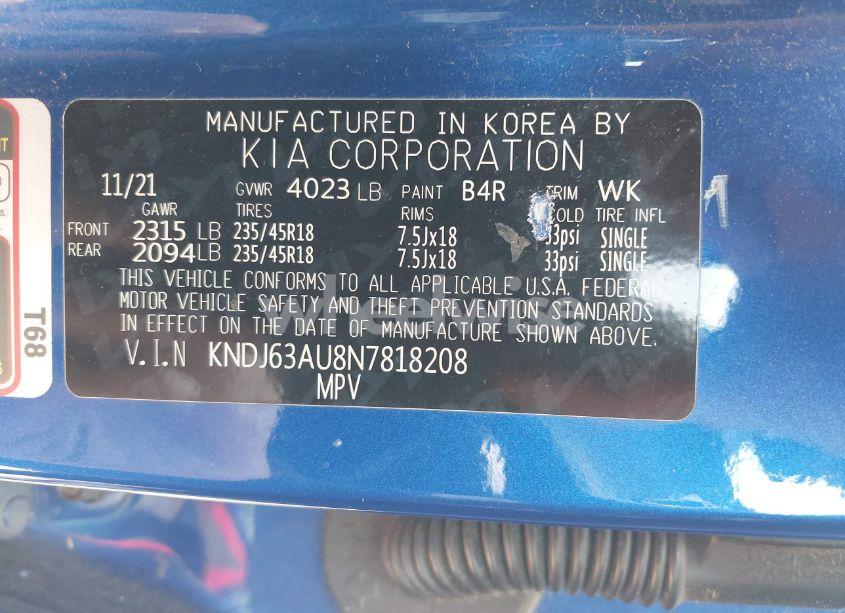 MANUFACTURED IN KOREA BY
KIA CORPORATION
11/21 GVWR 4023 LB PAINT B4R TRIM WK
GAWR TIRES RIMS COLD TIRE INFL
FRONT 2315 LB 235/45R18 7.5Jx18 33psi SINGLE
REAR 2094 LB 235/45R18 7.5Jx18 33psi SINGLE
THIS VEHICLE CONFORMS TO ALL APPLICABLE U.S.A. FEDERAL
MOTOR VEHICLE SAFETY AND THEFT PREVENTION STANDARDS
IN EFFECT ON THE DATE OF MANUFACTURE SHOWN ABOVE.
V.I.N KNDJ63AU8N7818208
MPV
T68